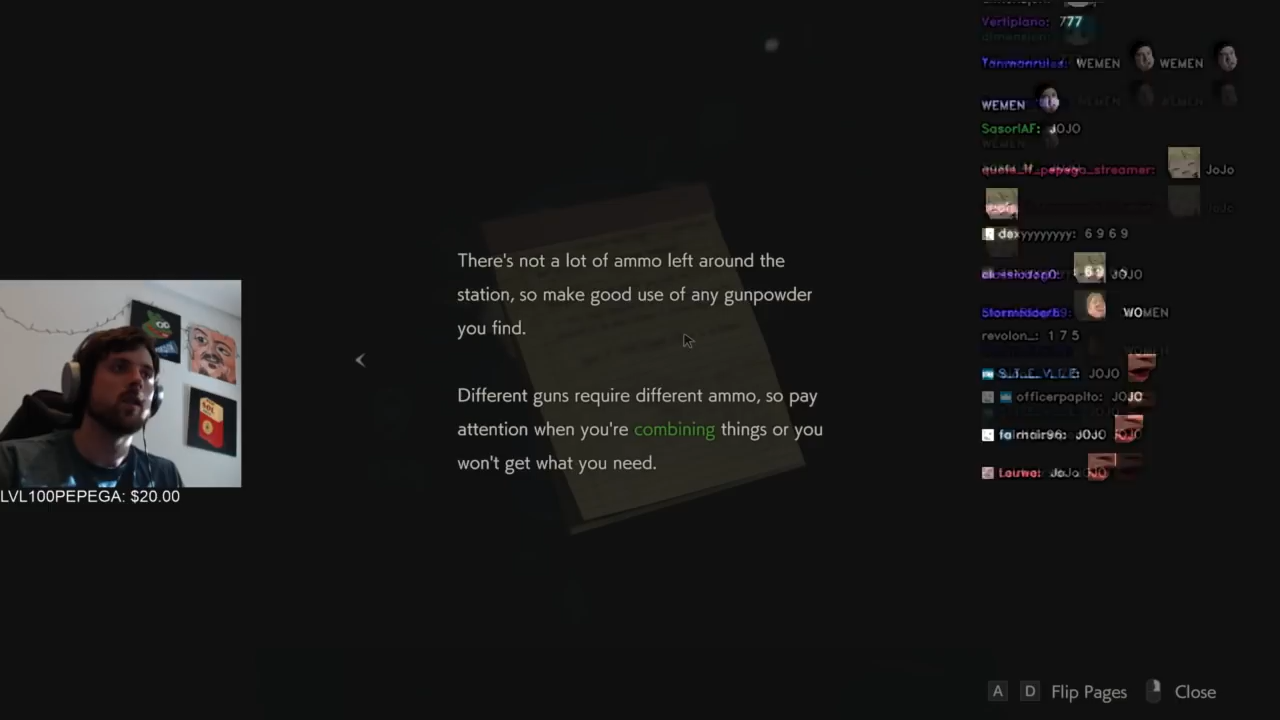 Vertiplano: 777
Yanmanrules: WEMEN WEMEN
WEMEN
SasoriAF: JOJO
JoJo
There's not a lot of ammo left around the
station, so make good use of any gunpowder
you find.
Different guns require different ammo, so pay
attention when you're combining things or you
won't get what you need.
dexyyyyyyy: 6 9 6 9
JOJO
WOMEN
revolon_: 1 7 5
JOJO
officerpapito: JOJO
JOJO
Lauwe: JoJo
LVL100PEPEGA: $20.00
A D Flip Pages Close